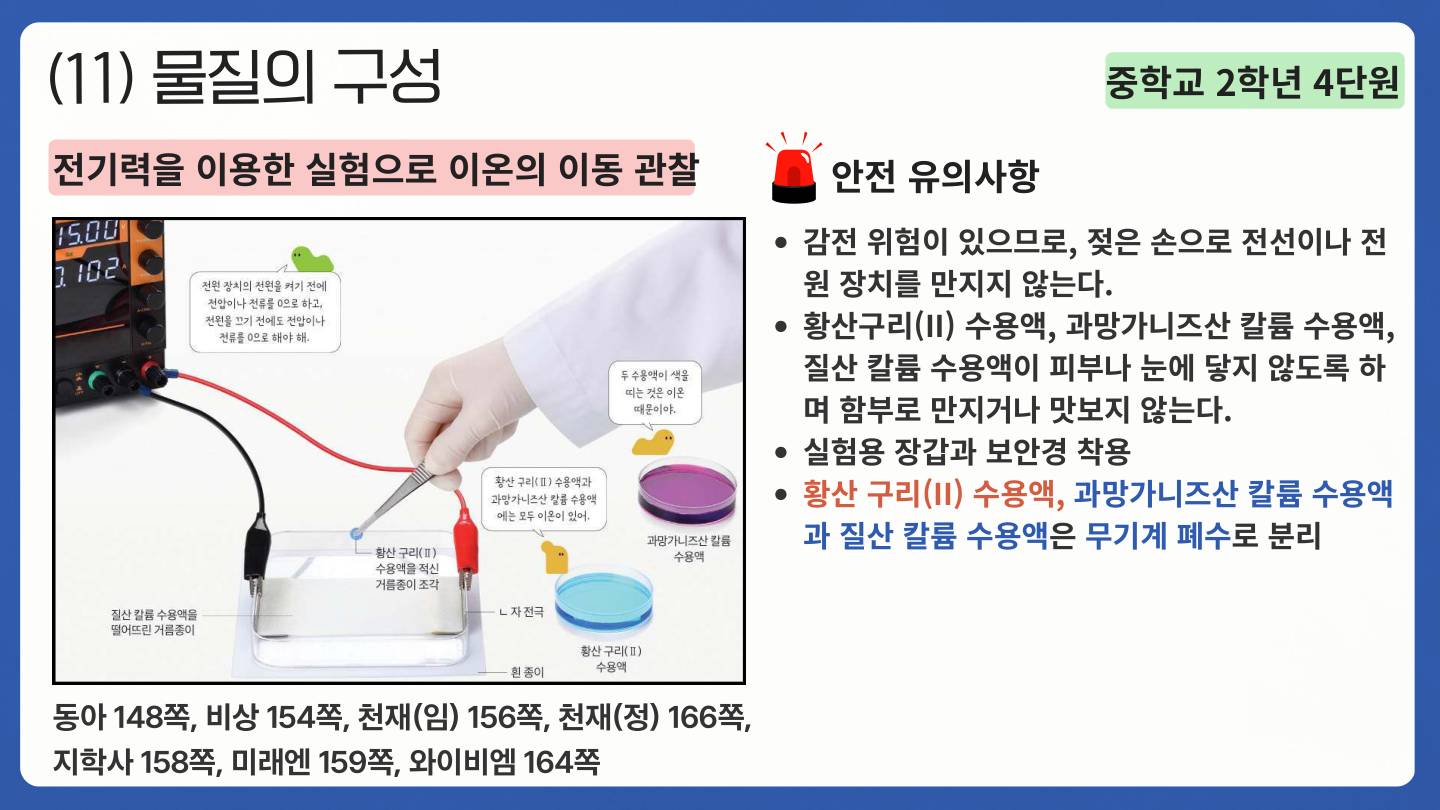 (11) 물질의 구성
중학교 2학년 4단원
전기력을 이용한 실험으로 이온의 이동 관찰
15.00
0.102
전원 장치의 전원을 켜기 전에
전압이나 전류를 0으로 하고,
전원을 끄기 전에도 전압이나
전류를 0으로 해야 해.
두 수용액이 색을
띠는 것은 이온
때문이야.
황산 구리(Ⅱ) 수용액과
과망가니즈산 칼륨 수용액
에는 모두 이온이 있어.
과망가니즈산 칼륨
수용액
황산 구리(Ⅱ)
수용액을 적신
거름종이 조각
질산 칼륨 수용액을
떨어뜨린 거름종이
ㄴ 자 전극
황산 구리(Ⅱ)
수용액
흰 종이
동아 148쪽, 비상 154쪽, 천재(임) 156쪽, 천재(정) 166쪽,
지학사 158쪽, 미래엔 159쪽, 와이비엠 164쪽
안전 유의사항
• 감전 위험이 있으므로, 젖은 손으로 전선이나 전
원 장치를 만지지 않는다.
• 황산구리(II) 수용액, 과망가니즈산 칼륨 수용액,
질산 칼륨 수용액이 피부나 눈에 닿지 않도록 하
며 함부로 만지거나 맛보지 않는다.
• 실험용 장갑과 보안경 착용
• 황산 구리(II) 수용액, 과망가니즈산 칼륨 수용액
과 질산 칼륨 수용액은 무기계 폐수로 분리